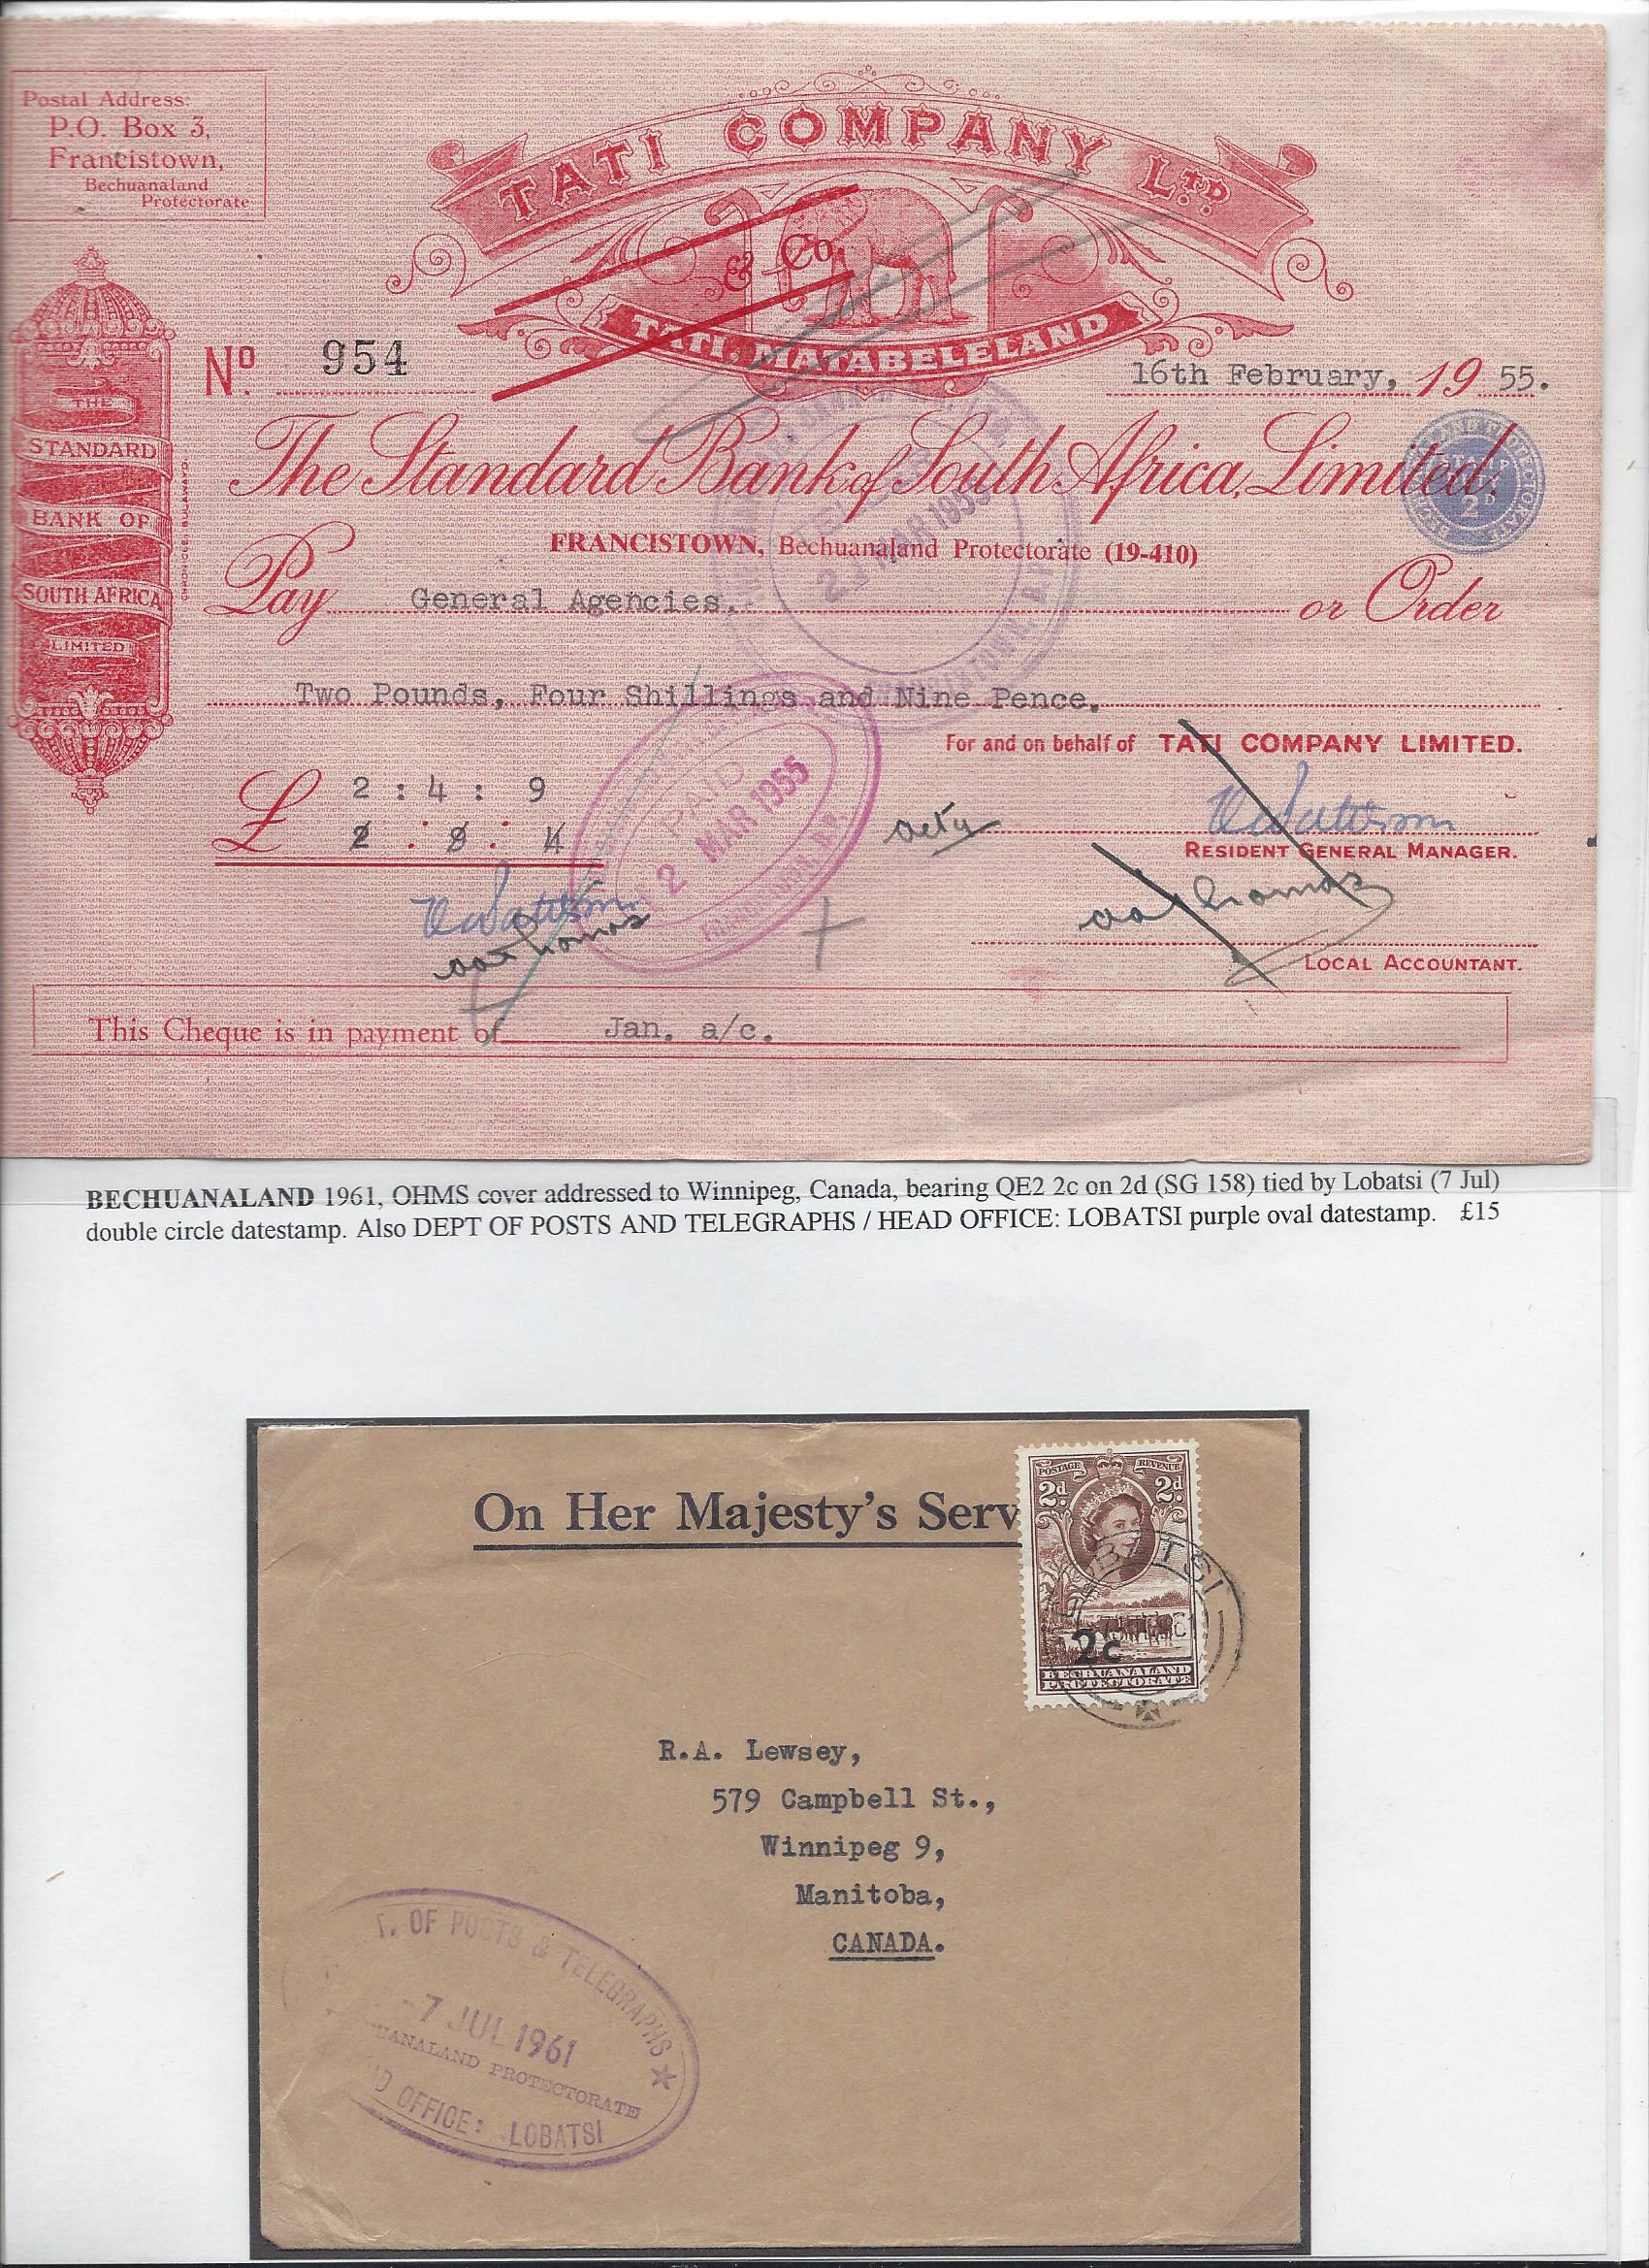 Postal Address:
P.O. Box 3,
Francistown,
Bechuanaland
Protectorate
TATI COMPANY LTD.
& Co.
TATI, MATABELELAND
No. 954
16th February, 19 55.
THE
STANDARD
BANK OF
SOUTH AFRICA
LIMITED
The Standard Bank of South Africa, Limited,
2D
FRANCISTOWN, Bechuanaland Protectorate (19-410)
MAR 1955
Pay General Agencies. or Order
Two Pounds, Four Shillings and Nine Pence.
For and on behalf of TATI COMPANY LIMITED.
£ 2 : 4 : 9
PAID
2 MAR 1955
RESIDENT GENERAL MANAGER.
LOCAL ACCOUNTANT.
This Cheque is in payment of Jan. a/c.
BECHUANALAND 1961, OHMS cover addressed to Winnipeg, Canada, bearing QE2 2c on 2d (SG 158) tied by Lobatsi (7 Jul)
double circle datestamp. Also DEPT OF POSTS AND TELEGRAPHS / HEAD OFFICE: LOBATSI purple oval datestamp. £15
On Her Majesty's Serv
POSTAGE REVENUE
2d. 2d.
2c
BECHUANALAND
PROTECTORATE
LOBATSI
R.A. Lewsey,
579 Campbell St.,
Winnipeg 9,
Manitoba,
CANADA.
T. OF POSTS & TELEGRAPHS
-7 JUL 1961
UANALAND PROTECTORATE
D OFFICE: LOBATSI